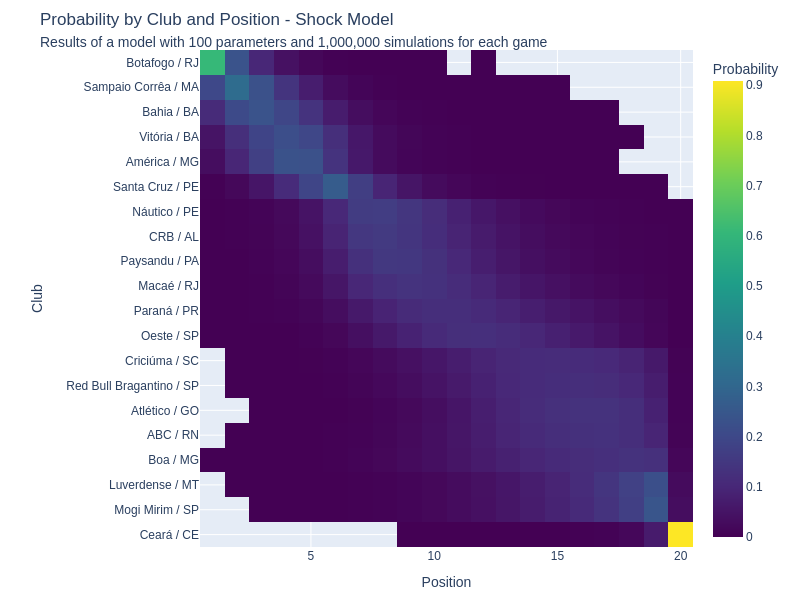 Probability by Club and Position - Shock Model
Results of a model with 100 parameters and 1,000,000 simulations for each game
Probability
Botafogo / RJ
Sampaio Corrêa / MA
Bahia / BA
Vitória / BA
América / MG
Santa Cruz / PE
Náutico / PE
CRB / AL
Paysandu / PA
Macaé / RJ
Paraná / PR
Oeste / SP
Criciúma / SC
Red Bull Bragantino / SP
Atlético / GO
ABC / RN
Boa / MG
Luverdense / MT
Mogi Mirim / SP
Ceará / CE
Club
5
10
15
20
Position
0.9
0.8
0.7
0.6
0.5
0.4
0.3
0.2
0.1
0